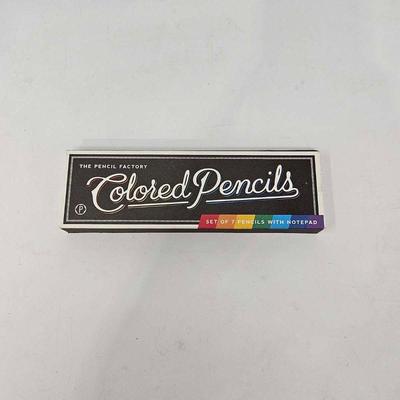 THE PENCIL FACTORY
Colored Pencils
P
SET OF 7 PENCILS WITH NOTEPAD